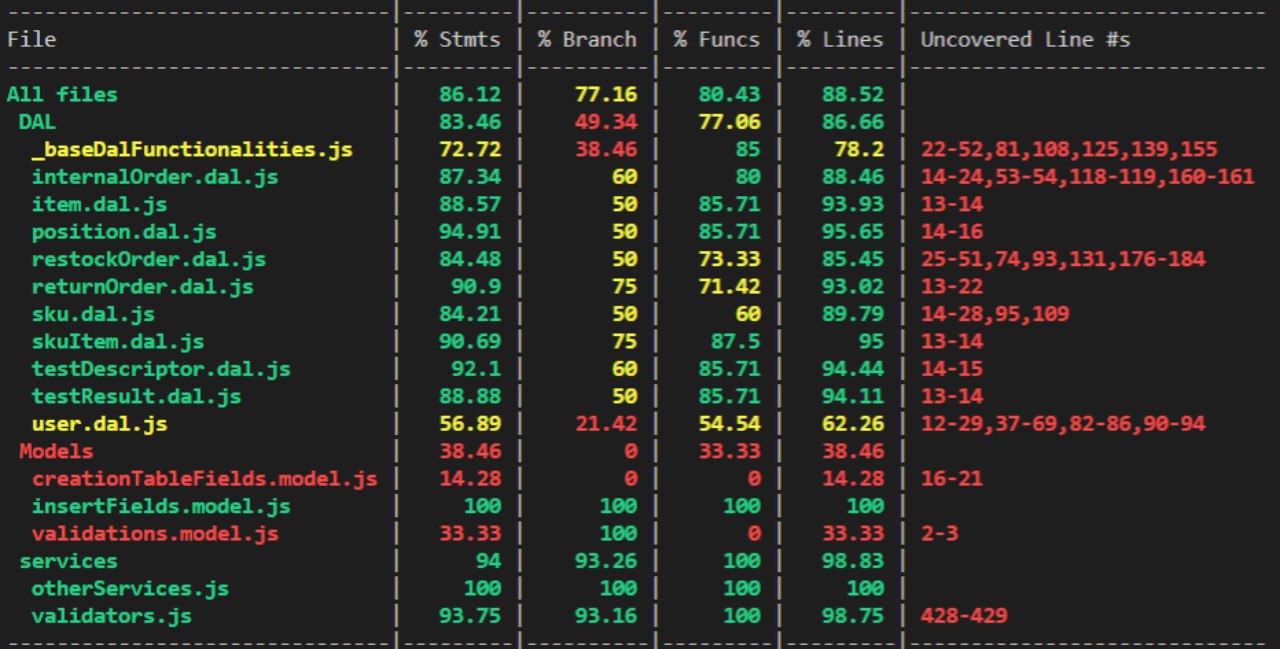 --------------------------------|---------|----------|---------|---------|-----------------------------
File | % Stmts | % Branch | % Funcs | % Lines | Uncovered Line #s
--------------------------------|---------|----------|---------|---------|-----------------------------
All files | 86.12 | 77.16 | 80.43 | 88.52 |
DAL | 83.46 | 49.34 | 77.06 | 86.66 |
_baseDalFunctionalities.js | 72.72 | 38.46 | 85 | 78.2 | 22-52,81,108,125,139,155
internalOrder.dal.js | 87.34 | 60 | 80 | 88.46 | 14-24,53-54,118-119,160-161
item.dal.js | 88.57 | 50 | 85.71 | 93.93 | 13-14
position.dal.js | 94.91 | 50 | 85.71 | 95.65 | 14-16
restockOrder.dal.js | 84.48 | 50 | 73.33 | 85.45 | 25-51,74,93,131,176-184
returnOrder.dal.js | 90.9 | 75 | 71.42 | 93.02 | 13-22
sku.dal.js | 84.21 | 50 | 60 | 89.79 | 14-28,95,109
skuItem.dal.js | 90.69 | 75 | 87.5 | 95 | 13-14
testDescriptor.dal.js | 92.1 | 60 | 85.71 | 94.44 | 14-15
testResult.dal.js | 88.88 | 50 | 85.71 | 94.11 | 13-14
user.dal.js | 56.89 | 21.42 | 54.54 | 62.26 | 12-29,37-69,82-86,90-94
Models | 38.46 | 0 | 33.33 | 38.46 |
creationTableFields.model.js | 14.28 | 0 | 0 | 14.28 | 16-21
insertFields.model.js | 100 | 100 | 100 | 100 |
validations.model.js | 33.33 | 100 | 0 | 33.33 | 2-3
services | 94 | 93.26 | 100 | 98.83 |
otherServices.js | 100 | 100 | 100 | 100 |
validators.js | 93.75 | 93.16 | 100 | 98.75 | 428-429
--------------------------------|---------|----------|---------|---------|-----------------------------